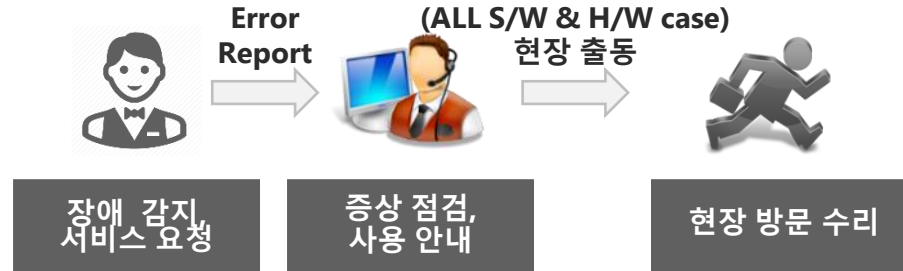 Error
Report
(ALL S/W & H/W case)
현장 출동
장애 감지,
서비스 요청
증상 점검,
사용 안내
현장 방문 수리